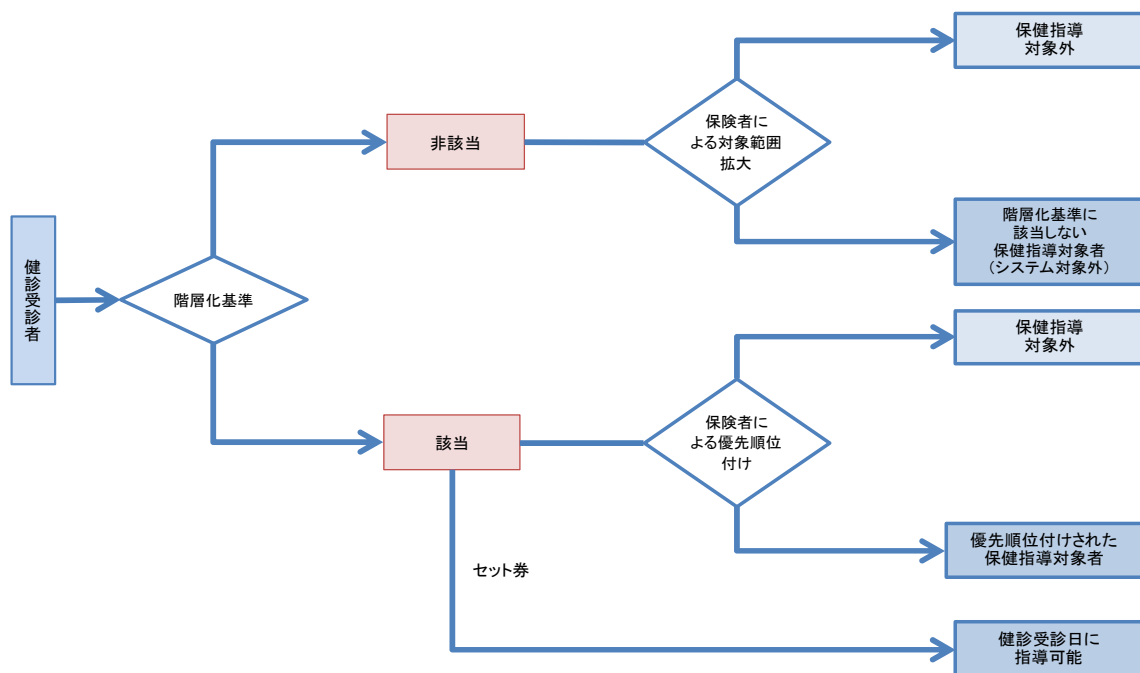 健診受診者
階層化基準
非該当
保険者に
よる対象範囲
拡大
保健指導
対象外
階層化基準に
該当しない
保健指導対象者
(システム対象外)
該当
保険者に
よる優先順位
付け
保健指導
対象外
優先順位付けされた
保健指導対象者
セット券
健診受診日に
指導可能